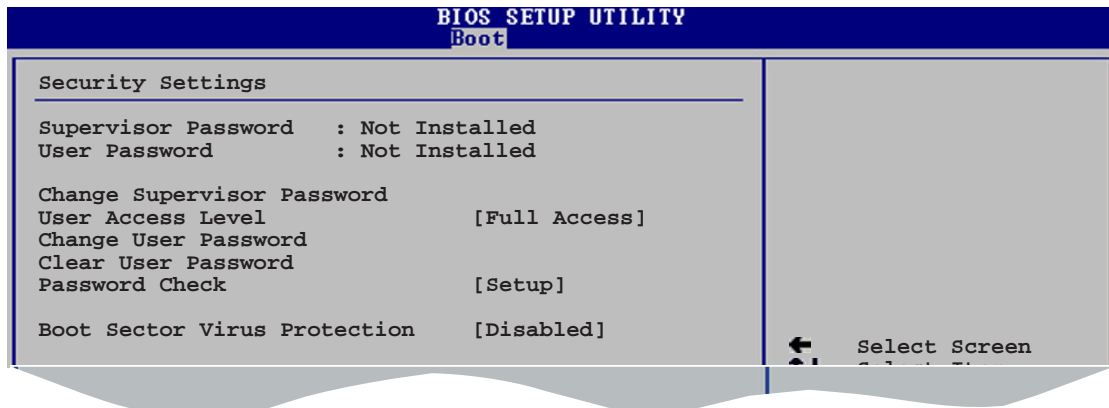 BIOS SETUP UTILITY
Boot
Security Settings
Supervisor Password : Not Installed
User Password : Not Installed
Change Supervisor Password
User Access Level [Full Access]
Change User Password
Clear User Password
Password Check [Setup]
Boot Sector Virus Protection [Disabled]
Select Screen